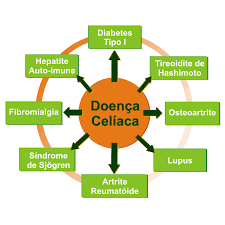 Diabetes
Tipo I
Hepatite
Auto-imune
Tireoidite de
Hashimoto
Doença
Celíaca
Fibromialgia
Osteoartrite
Síndrome
de Sjögren
Lupus
Artrite
Reumatóide